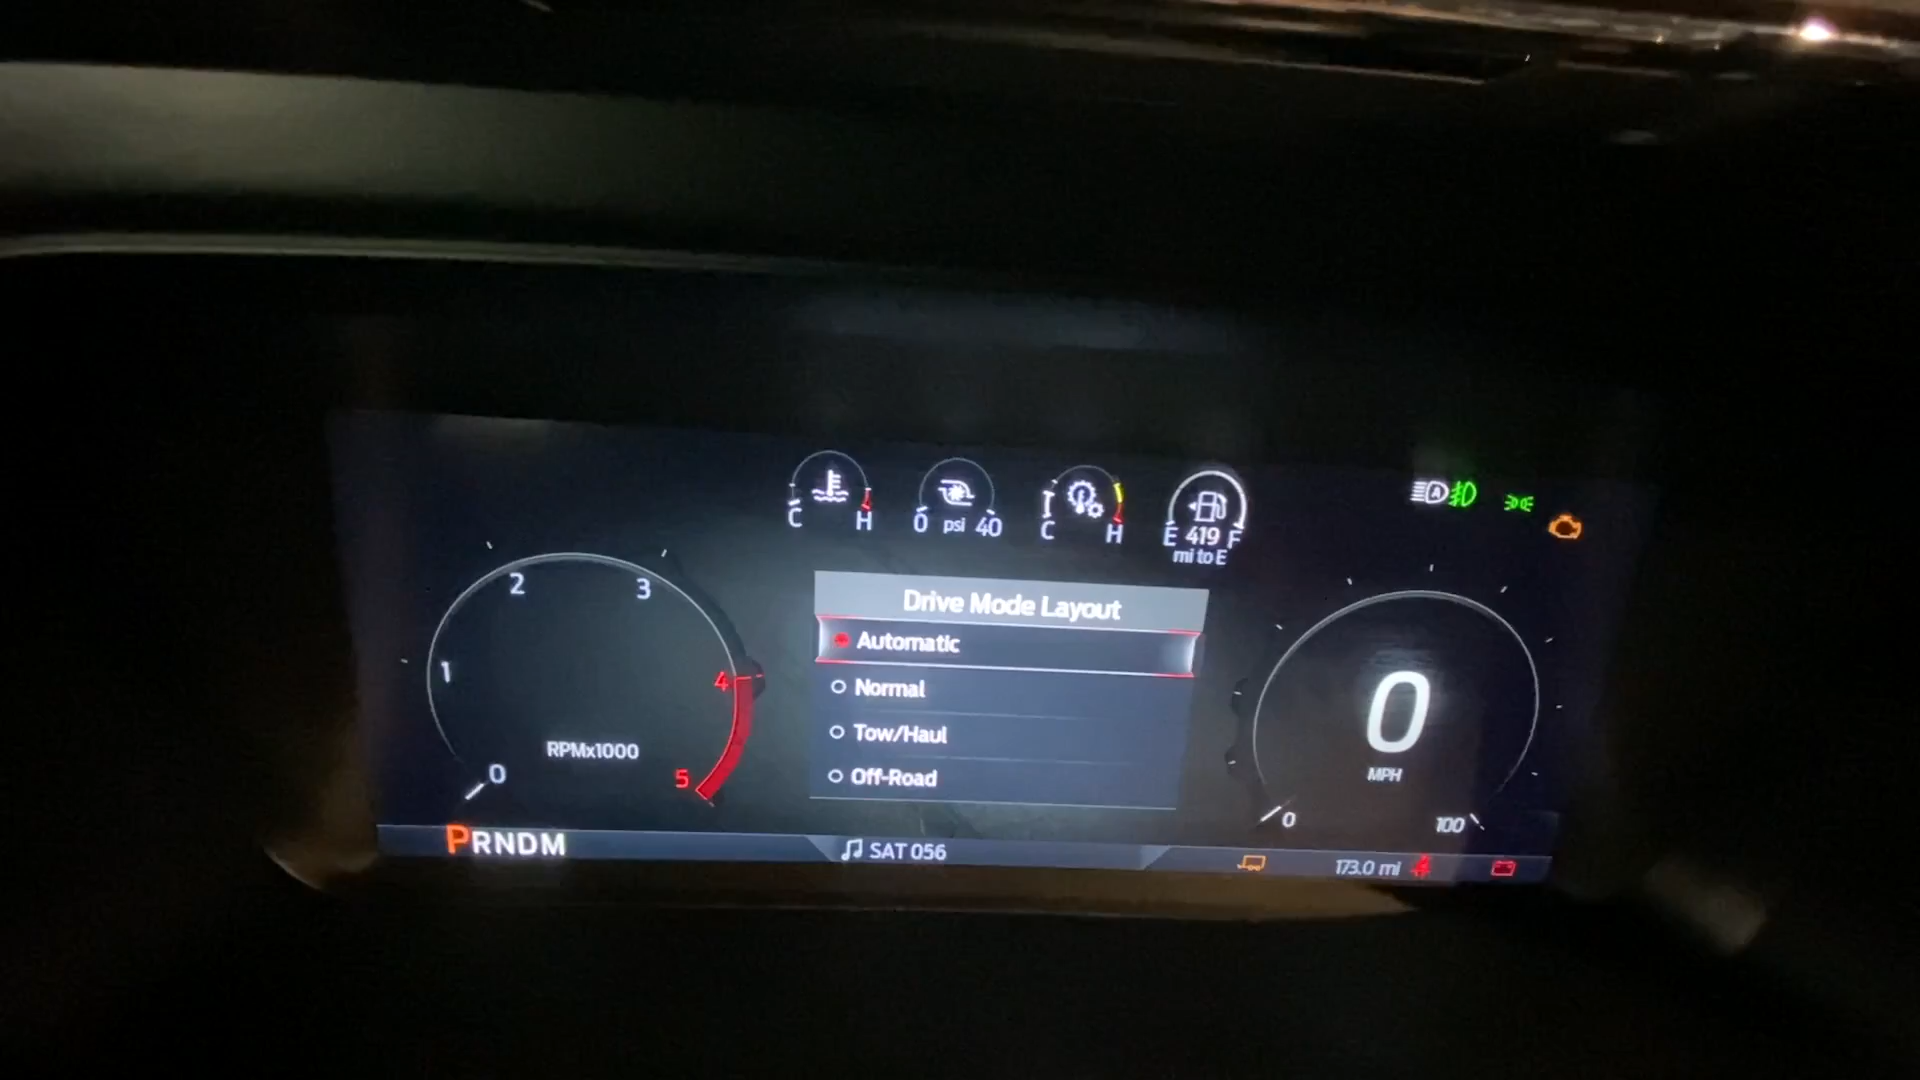 C H
0 psi 40
C H
E 419 F
mi to E
A
Drive Mode Layout
Automatic
Normal
Tow/Haul
Off-Road
0
1
2
3
4
5
RPMx1000
0
MPH
0
100
PRNDM
SAT 056
173.0 mi